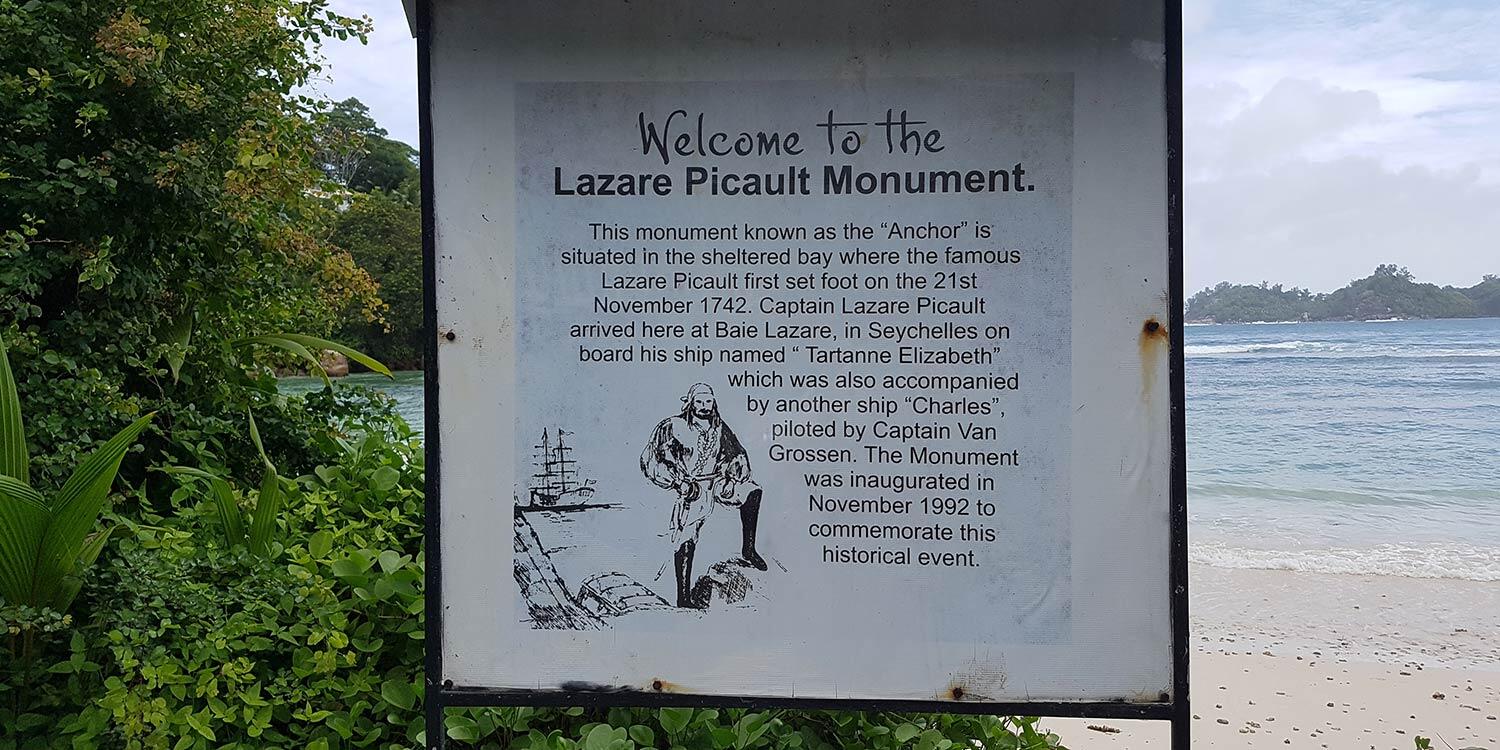 Welcome to the
Lazare Picault Monument.
This monument known as the “Anchor” is
situated in the sheltered bay where the famous
Lazare Picault first set foot on the 21st
November 1742. Captain Lazare Picault
arrived here at Baie Lazare, in Seychelles on
board his ship named “ Tartanne Elizabeth”
which was also accompanied
by another ship “Charles”,
piloted by Captain Van
Grossen. The Monument
was inaugurated in
November 1992 to
commemorate this
historical event.